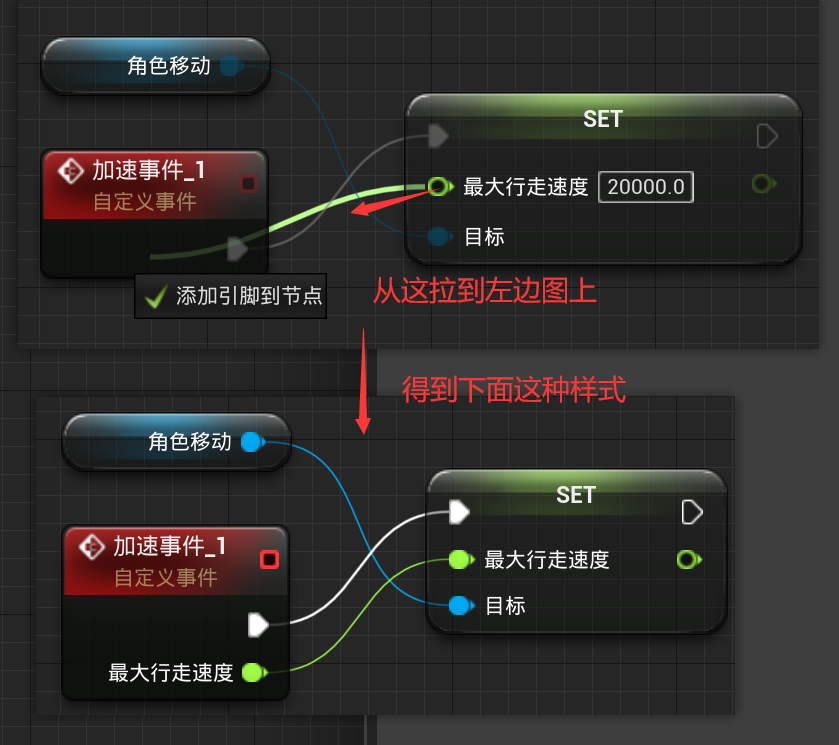 角色移动
SET
加速事件_1
自定义事件
最大行走速度 20000.0
目标
添加引脚到节点
从这拉到左边图上
得到下面这种样式
角色移动
SET
加速事件_1
自定义事件
最大行走速度
目标
最大行走速度